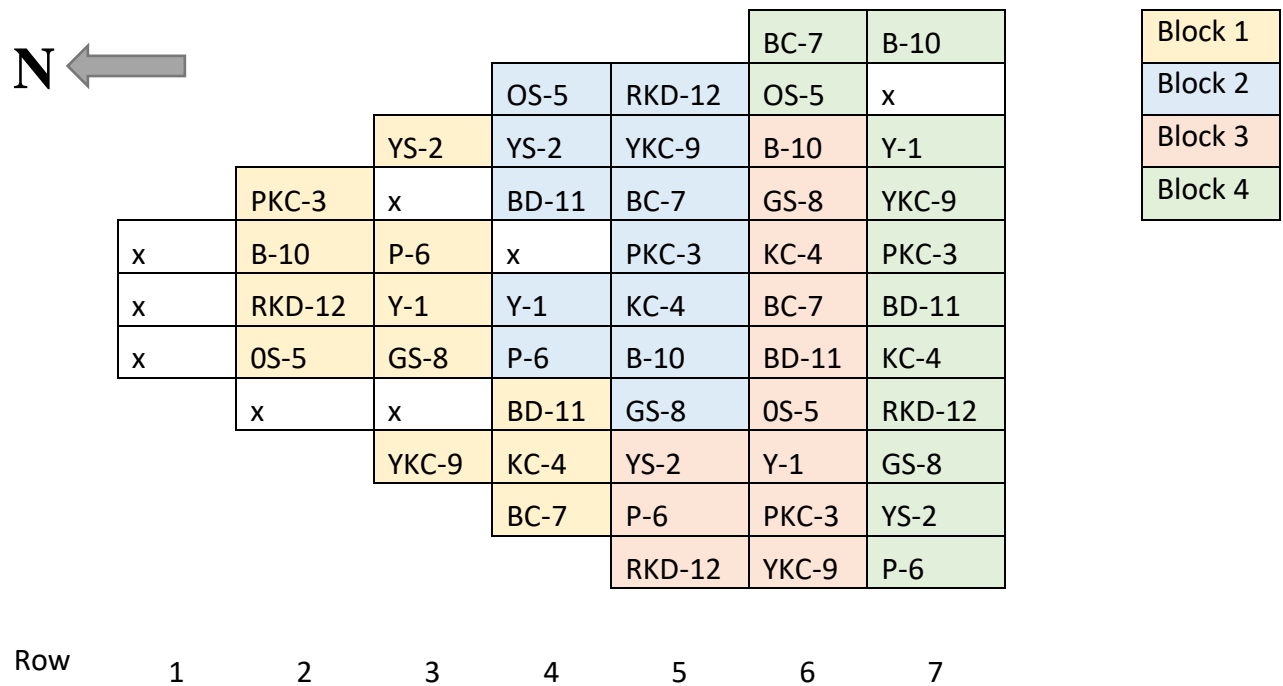 BC-7 B-10 Block 1
N
OS-5 RKD-12 OS-5 x Block 2
YS-2 YS-2 YKC-9 B-10 Y-1 Block 3
PKC-3 x BD-11 BC-7 GS-8 YKC-9 Block 4
x B-10 P-6 x PKC-3 KC-4 PKC-3
x RKD-12 Y-1 Y-1 KC-4 BC-7 BD-11
x 0S-5 GS-8 P-6 B-10 BD-11 KC-4
x x BD-11 GS-8 0S-5 RKD-12
YKC-9 KC-4 YS-2 Y-1 GS-8
BC-7 P-6 PKC-3 YS-2
RKD-12 YKC-9 P-6
Row 1 2 3 4 5 6 7